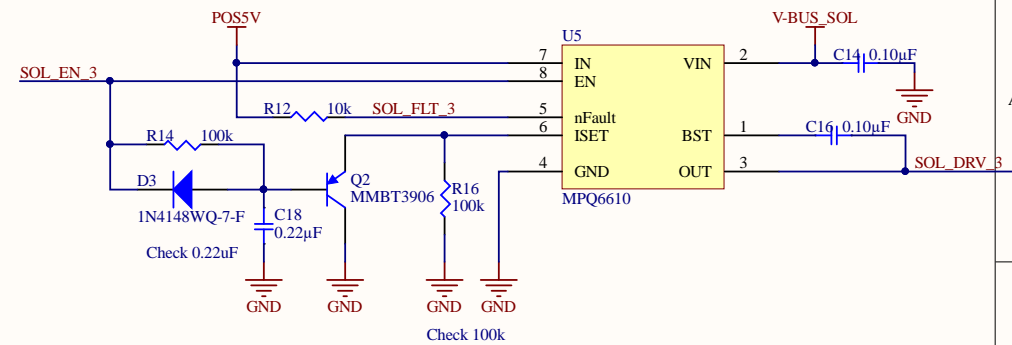 POS5V
V-BUS_SOL
U5
SOL_EN_3
7
IN
VIN
2
C14
0.10µF
8
EN
R12
10k
SOL_FLT_3
5
nFault
GND
6
ISET
BST
1
C16
0.10µF
R14
100k
4
GND
OUT
3
SOL_DRV_3
D3
Q2
MMBT3906
R16
100k
MPQ6610
1N4148WQ-7-F
C18
0.22µF
Check 0.22uF
GND
GND
GND
GND
Check 100k